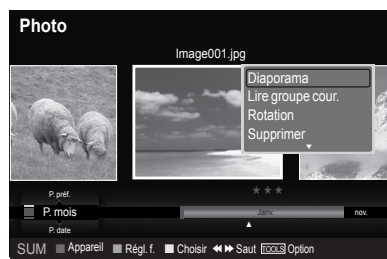 Photo
Image001.jpg
Diaporama
Lire groupe cour.
Rotation
Supprimer
P. préf.
P. mois
Janv.
nov.
P. date
SUM Appareil Régl. f. Choisir Saut TOOLS Option